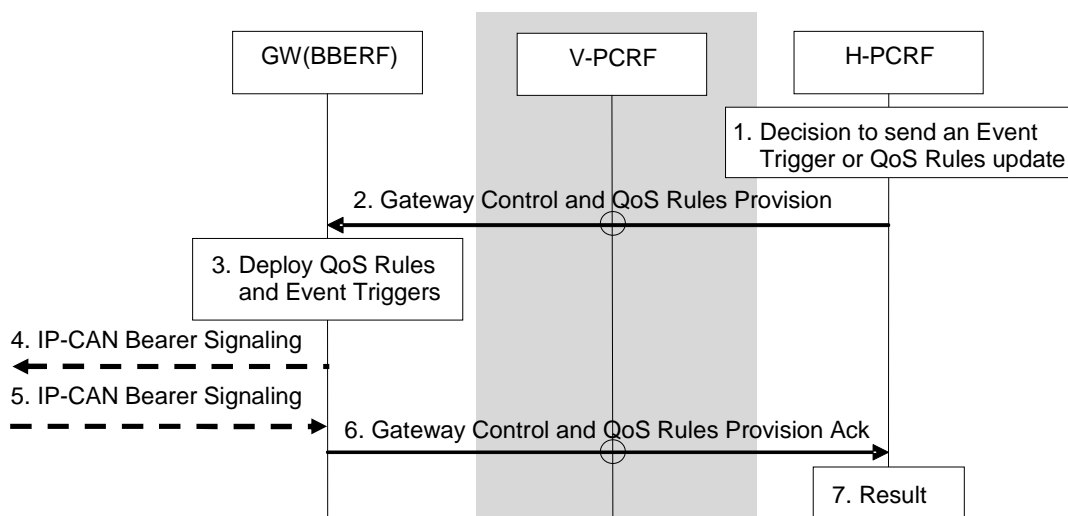 GW(BBERF)
V-PCRF
H-PCRF
1. Decision to send an Event
Trigger or QoS Rules update
2. Gateway Control and QoS Rules Provision
3. Deploy QoS Rules
and Event Triggers
4. IP-CAN Bearer Signaling
5. IP-CAN Bearer Signaling
6. Gateway Control and QoS Rules Provision Ack
7. Result